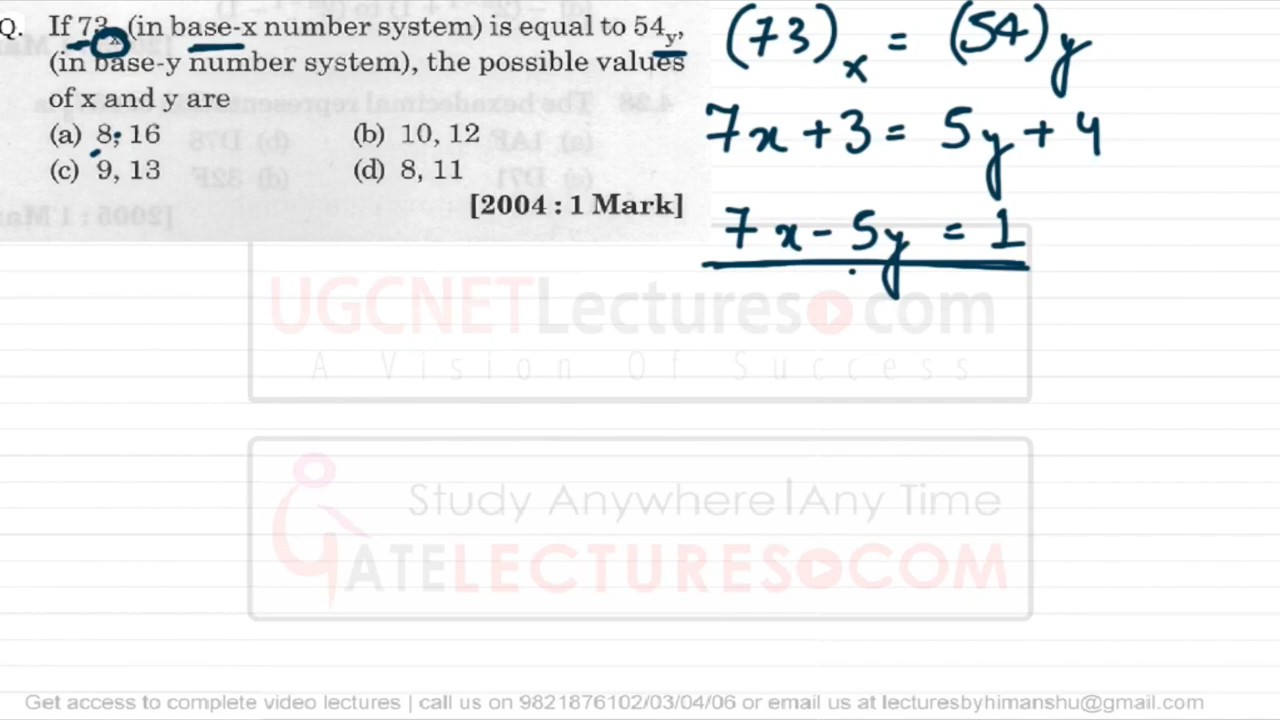 Q. If 73x (in base-x number system) is equal to 54y,
(in base-y number system), the possible values
of x and y are
(a) 8, 16 (b) 10, 12
(c) 9, 13 (d) 8, 11
[2004 : 1 Mark]
(73)x = (54)y
7x + 3 = 5y + 4
7x - 5y = 1
UGCNETLectures.com
A Vision Of Success
Study Anywhere|Any Time
GATELECTURES.COM
Get access to complete video lectures | call us on 9821876102/03/04/06 or email us at lecturesbyhimanshu@gmail.com